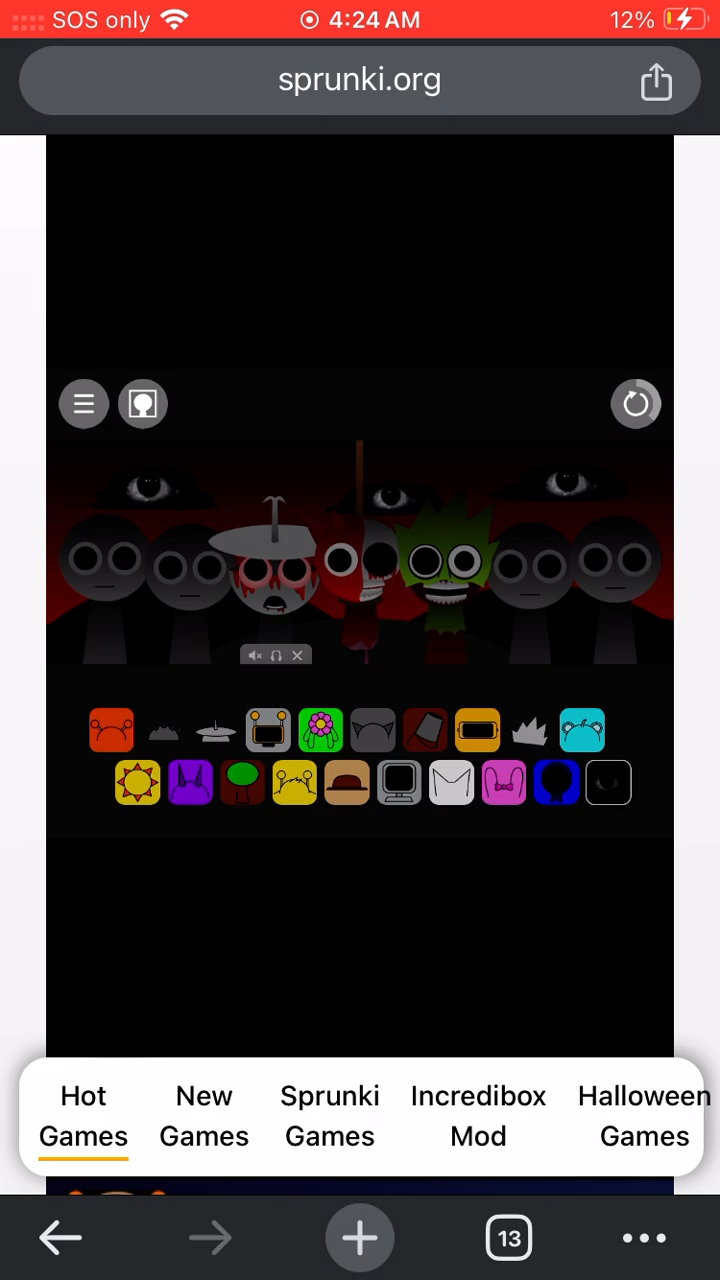 SOS only 4:24 AM 12%
sprunki.org
Hot New Sprunki Incredibox Halloween
Games Games Games Mod Games
13